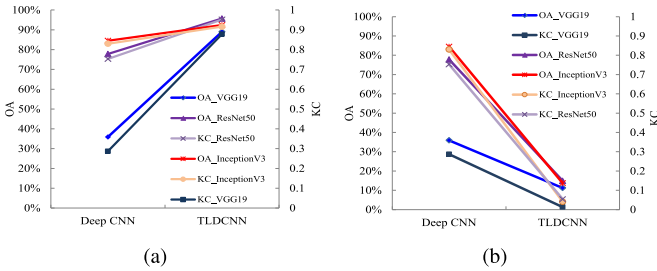 100%
90%
80%
70%
60%
50%
40%
30%
20%
10%
0%
OA
OA_VGG19
OA_ResNet50
KC_ResNet50
OA_InceptionV3
KC_InceptionV3
KC_VGG19
1
0.9
0.8
0.7
0.6
0.5
0.4
0.3
0.2
0.1
0
KC
Deep CNN TLDCNN
(a)
100%
90%
80%
70%
60%
50%
40%
30%
20%
10%
0%
OA
OA_VGG19
KC_VGG19
OA_ResNet50
OA_InceptionV3
KC_InceptionV3
KC_ResNet50
1
0.9
0.8
0.7
0.6
0.5
0.4
0.3
0.2
0.1
0
KC
Deep CNN TLDCNN
(b)